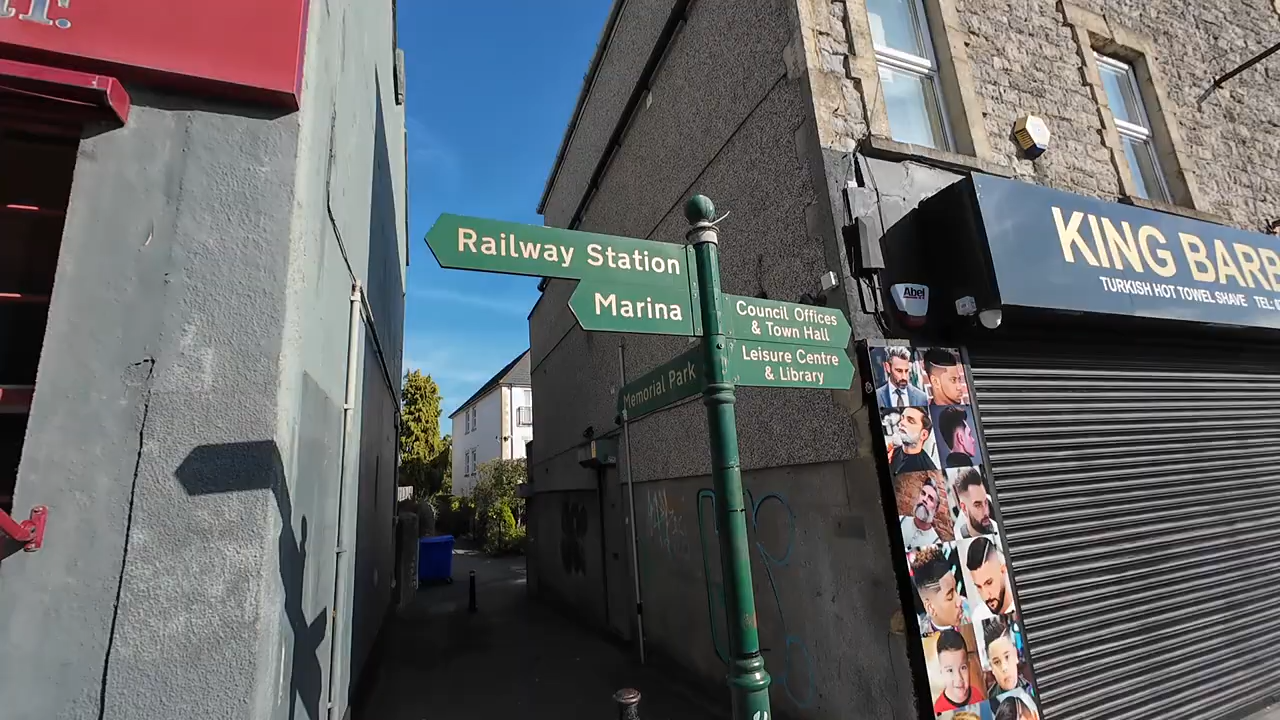 Railway Station
Marina
Council Offices
& Town Hall
Leisure Centre
& Library
Memorial Park
KING BARB
TURKISH HOT TOWEL SHAVE TEL:
Abel